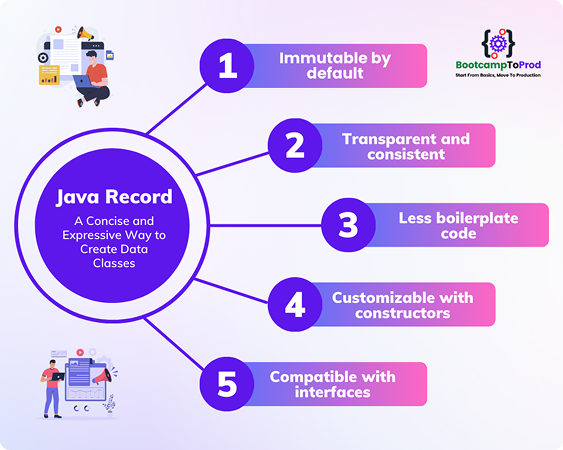 BootcampToProd
Start From Basics, Move To Production
Java Record
A Concise and
Expressive Way to
Create Data
Classes
1
Immutable by
default
2
Transparent and
consistent
3
Less boilerplate
code
4
Customizable with
constructors
5
Compatible with
interfaces